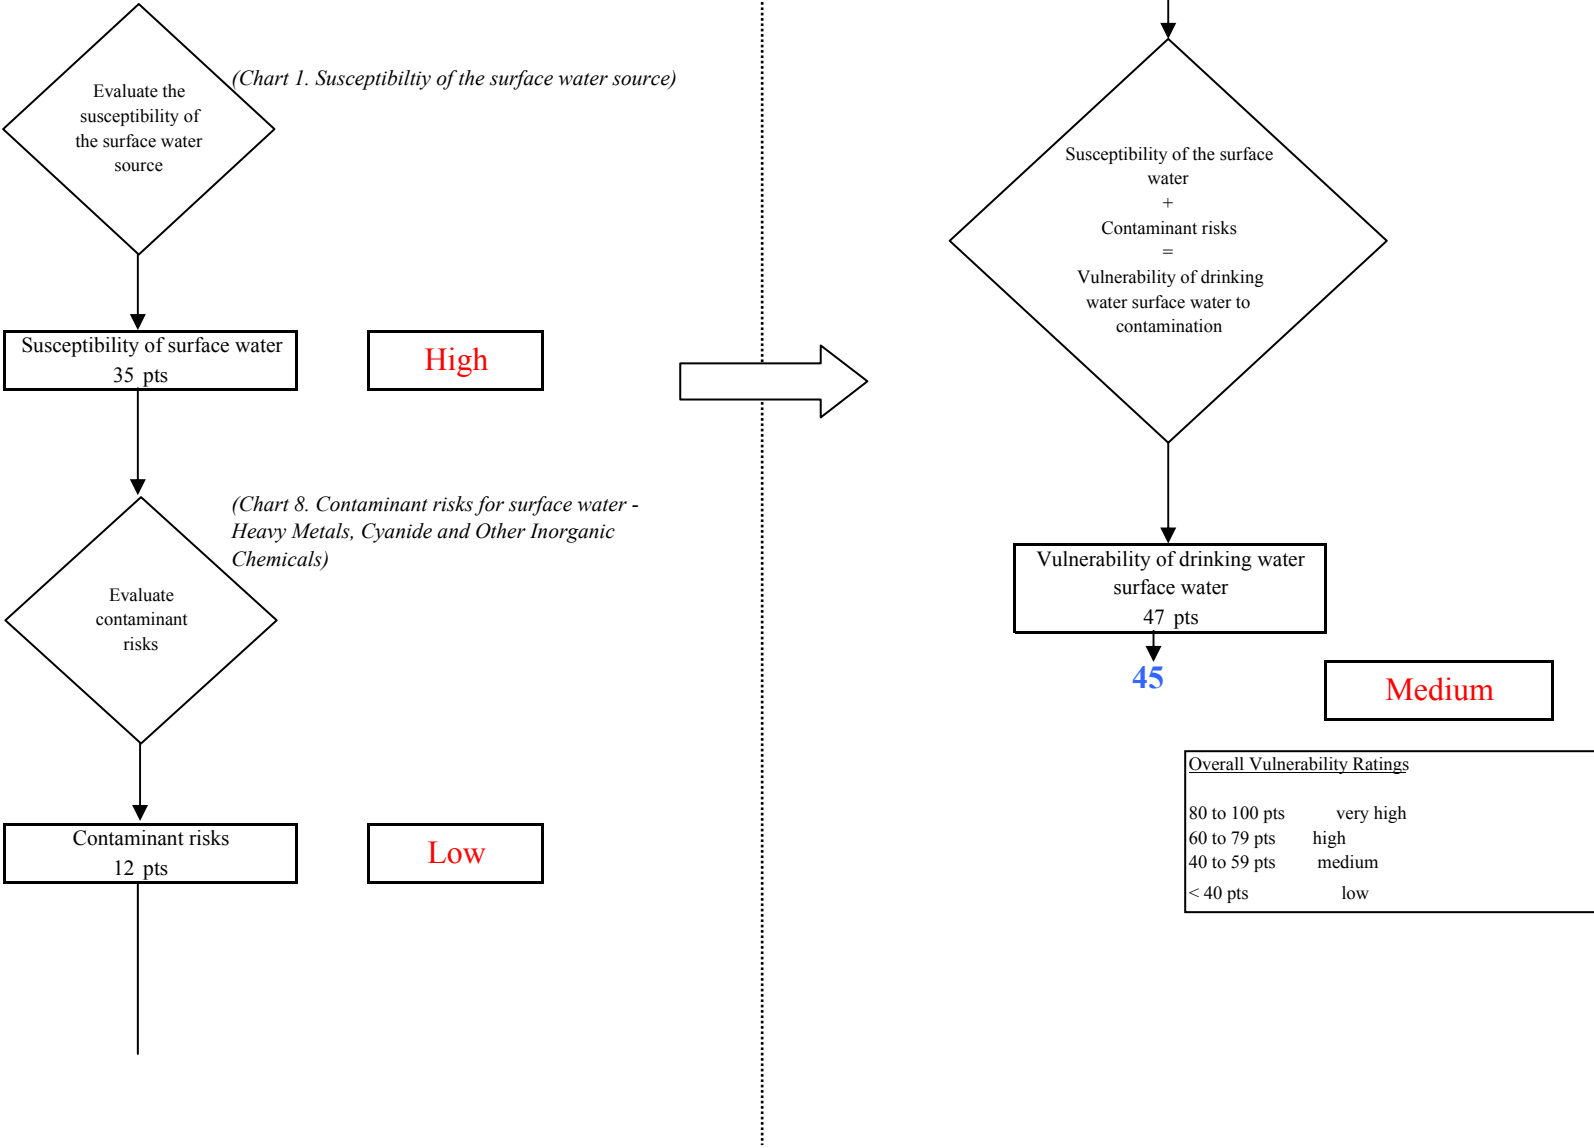 Evaluate the
susceptibility of
the surface water
source
(Chart 1. Susceptibiltiy of the surface water source)
Susceptibility of surface water
35 pts
High
(Chart 8. Contaminant risks for surface water -
Heavy Metals, Cyanide and Other Inorganic
Chemicals)
Evaluate
contaminant
risks
Contaminant risks
12 pts
Low
Susceptibility of the surface
water
+
Contaminant risks
=
Vulnerability of drinking
water surface water to
contamination
Vulnerability of drinking water
surface water
47 pts
45
Medium
Overall Vulnerability Ratings
80 to 100 pts very high
60 to 79 pts high
40 to 59 pts medium
< 40 pts low